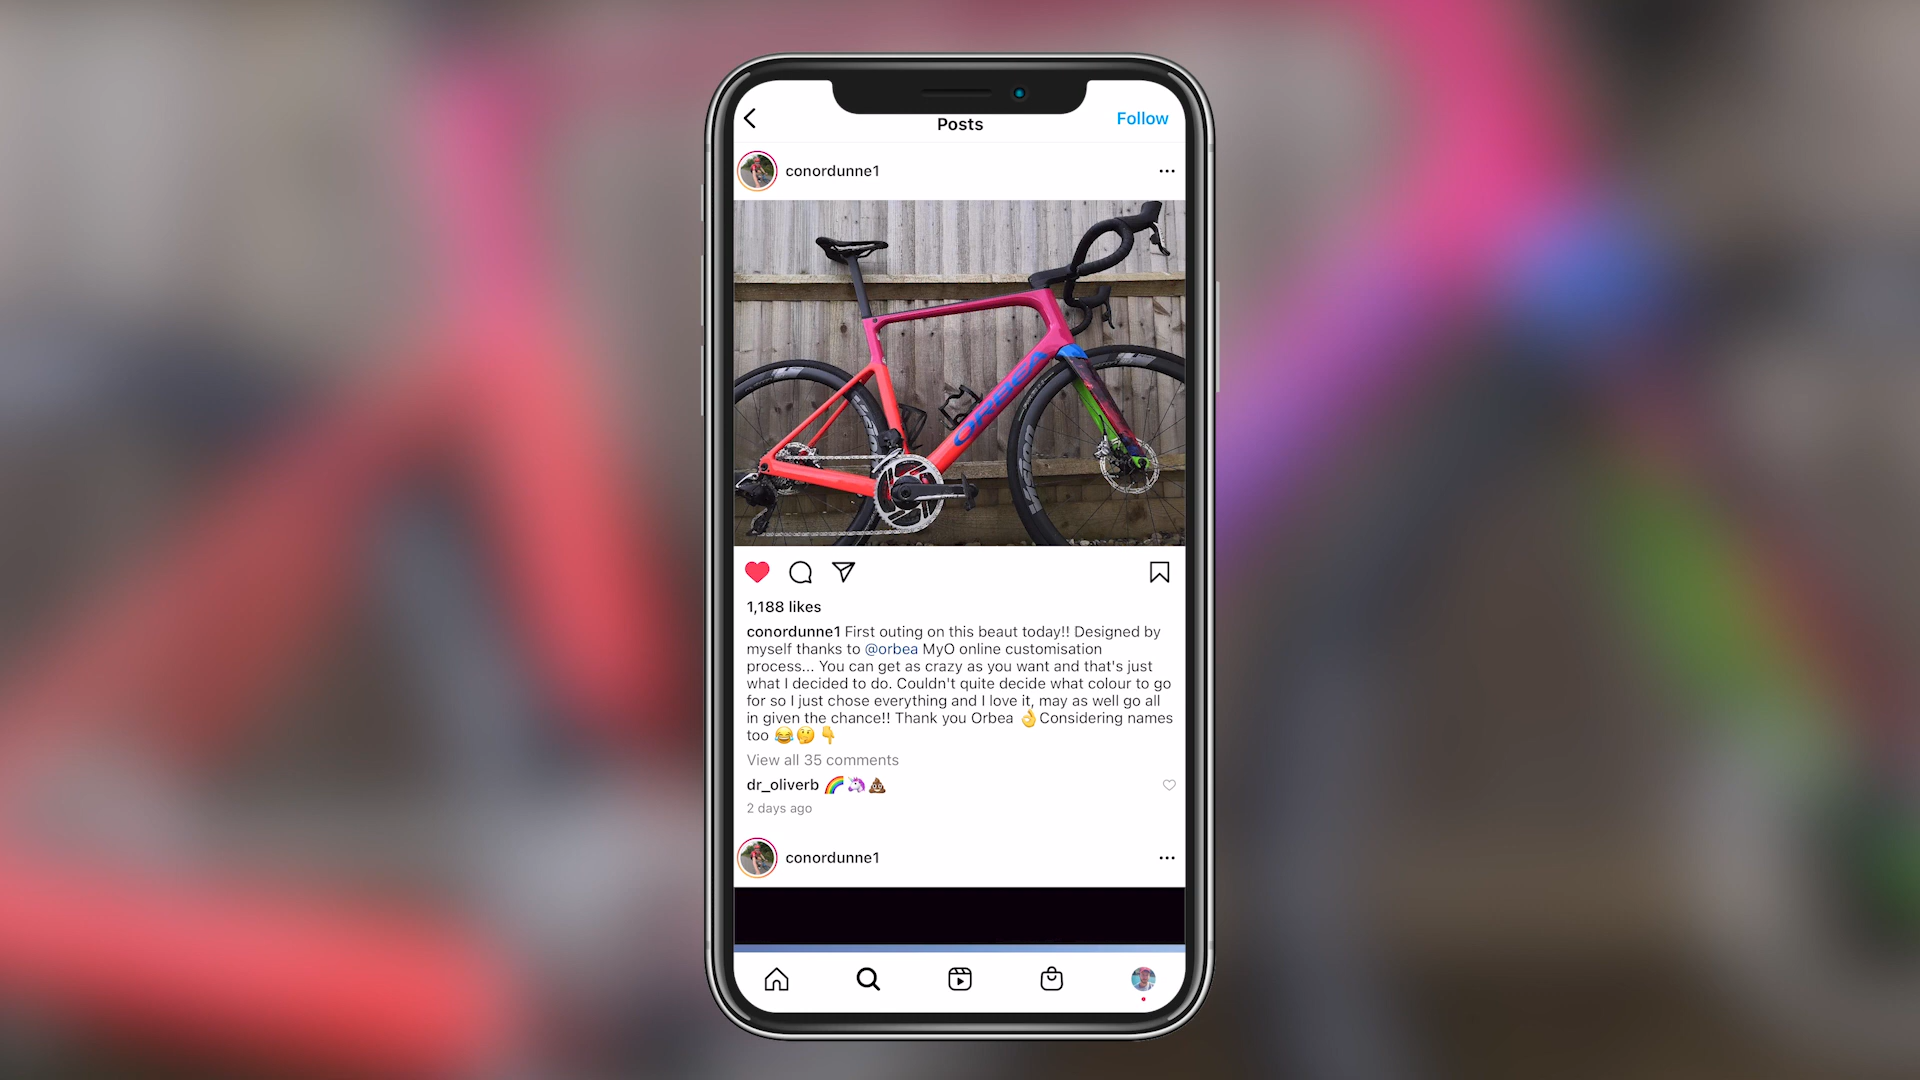 Posts
Follow
conordunne1
ORBEA
Vision
1,188 likes
conordunne1 First outing on this beaut today!! Designed by
myself thanks to @orbea MyO online customisation
process... You can get as crazy as you want and that's just
what I decided to do. Couldn't quite decide what colour to go
for so I just chose everything and I love it, may as well go all
in given the chance!! Thank you Orbea 👌Considering names
too 😂🤔👇
View all 35 comments
dr_oliverb 🌈🦄💩
2 days ago
conordunne1